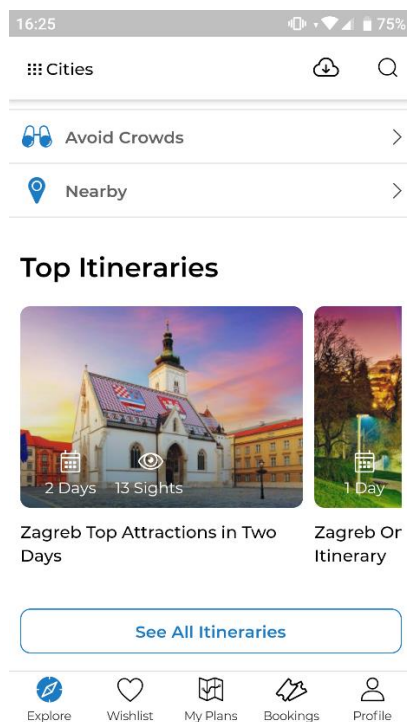 16:25
75%
Cities
Avoid Crowds
Nearby
Top Itineraries
2 Days 13 Sights
1 Day
Zagreb Top Attractions in Two
Days
Zagreb On
Itinerary
See All Itineraries
Explore Wishlist My Plans Bookings Profile